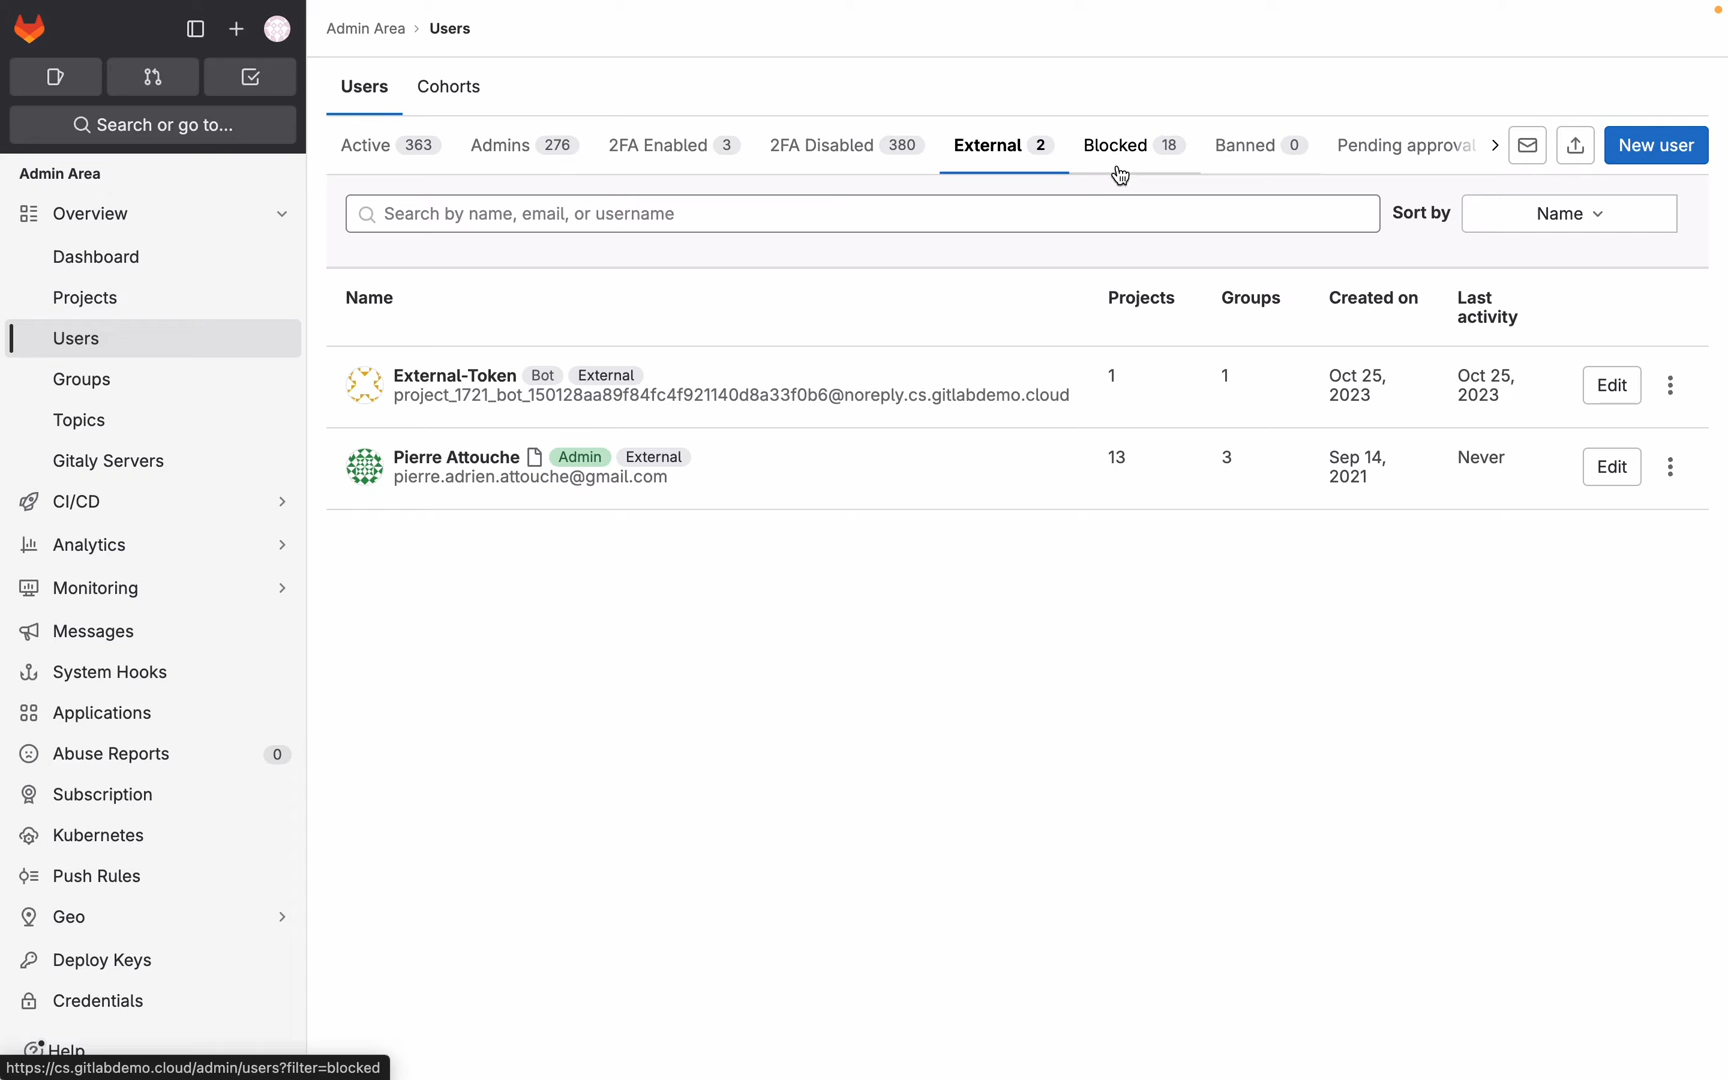 Admin Area > Users
Search or go to...
Users Cohorts
Active 363 Admins 276 2FA Enabled 3 2FA Disabled 380 External 2 Blocked 18 Banned 0 Pending approval New user
Search by name, email, or username Sort by Name
Admin Area
Overview
Dashboard
Projects
Users
Groups
Topics
Gitaly Servers
CI/CD
Analytics
Monitoring
Messages
System Hooks
Applications
Abuse Reports 0
Subscription
Kubernetes
Push Rules
Geo
Deploy Keys
Credentials
Help
Name Projects Groups Created on Last
activity
External-Token Bot External 1 1 Oct 25, Oct 25, Edit
project_1721_bot_150128aa89f84fc4f921140d8a33f0b6@noreply.cs.gitlabdemo.cloud 2023 2023
Pierre Attouche Admin External 13 3 Sep 14, Never Edit
pierre.adrien.attouche@gmail.com 2021
https://cs.gitlabdemo.cloud/admin/users?filter=blocked